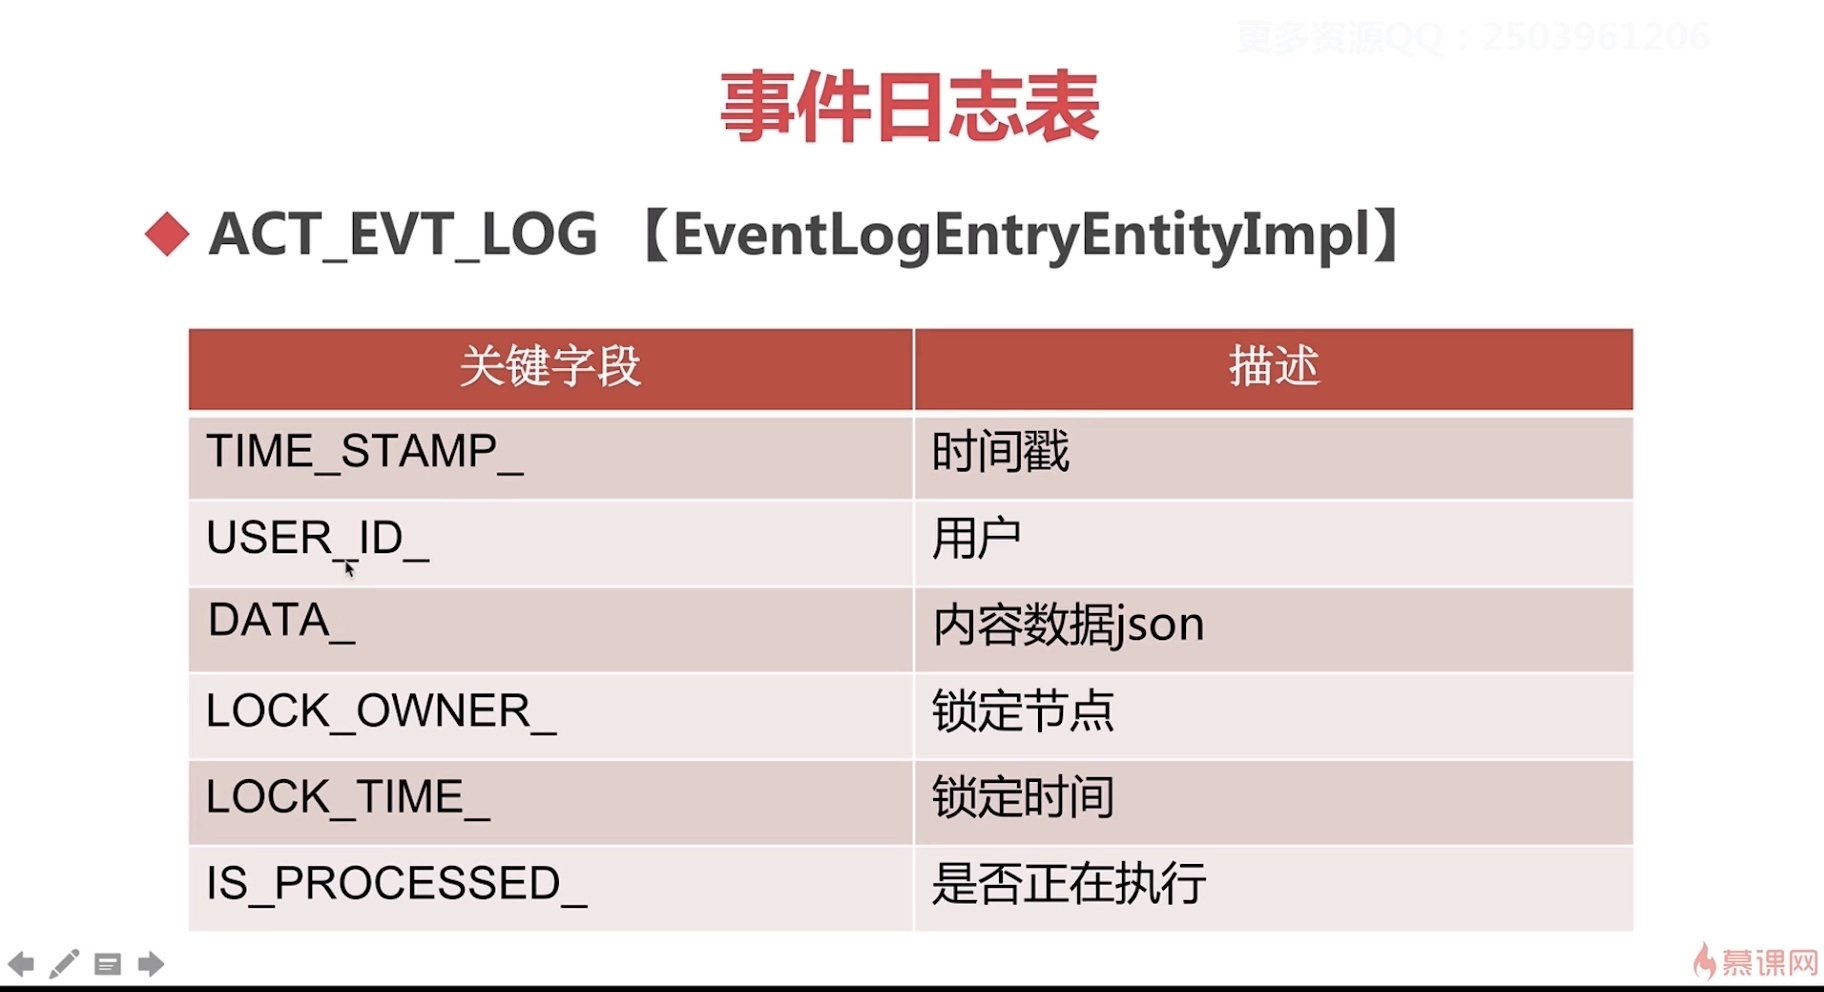 更多资源QQ：2503961206
事件日志表
ACT_EVT_LOG 【EventLogEntryEntityImpl】
关键字段 描述
TIME_STAMP_ 时间戳
USER_ID_ 用户
DATA_ 内容数据json
LOCK_OWNER_ 锁定节点
LOCK_TIME_ 锁定时间
IS_PROCESSED_ 是否正在执行
慕课网